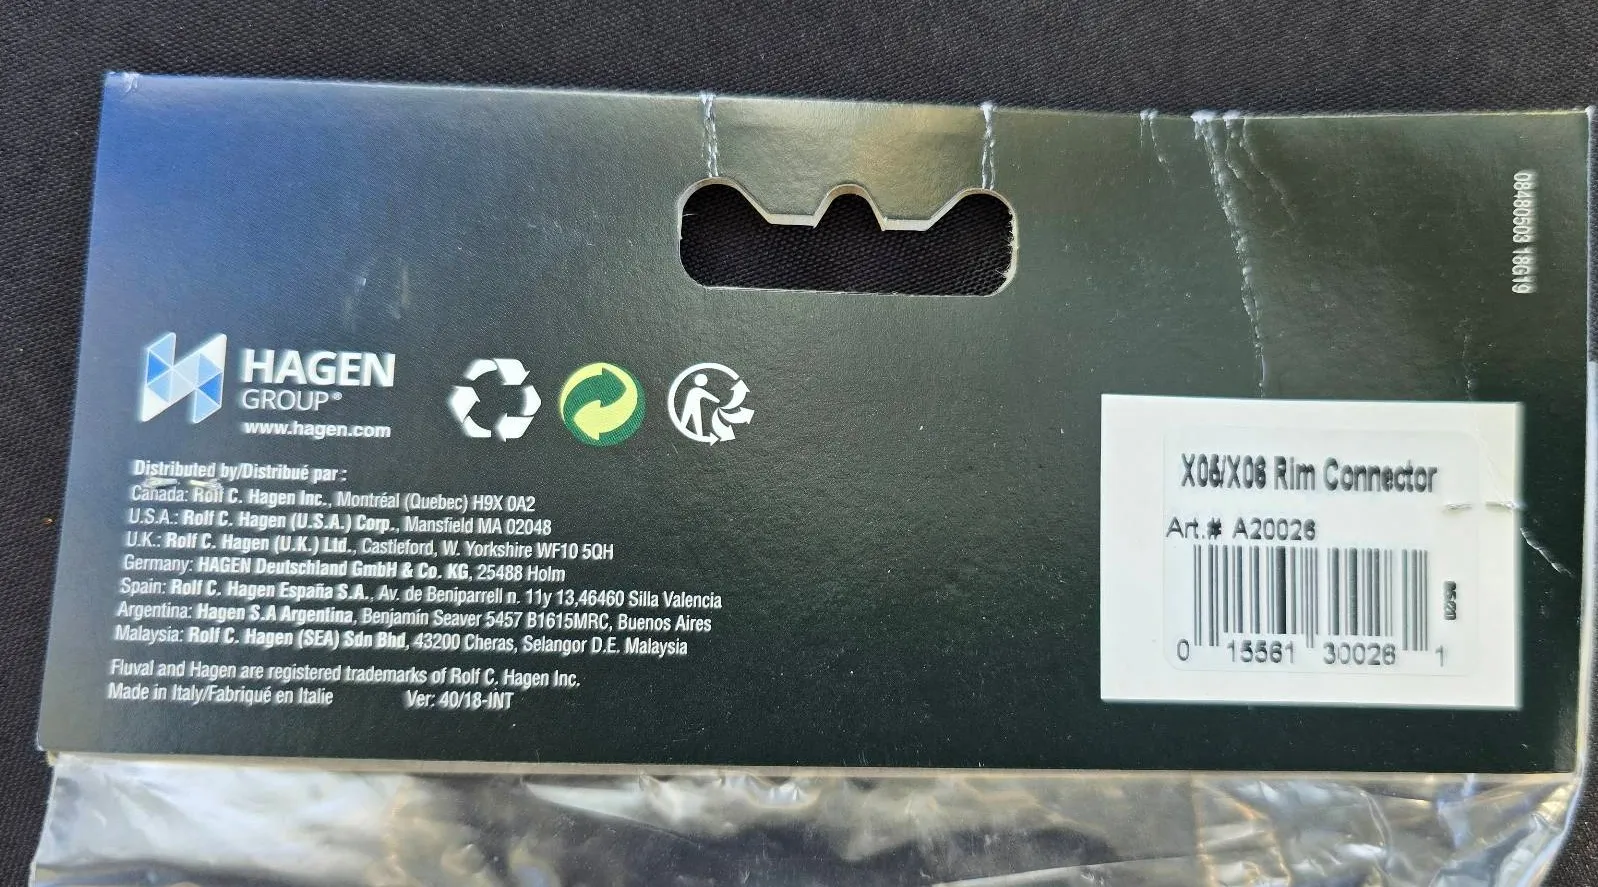 HAGEN
GROUP®
www.hagen.com
Distributed by/Distribué par :
Canada: Rolf C. Hagen Inc., Montréal (Quebec) H9X 0A2
U.S.A.: Rolf C. Hagen (U.S.A.) Corp., Mansfield MA 02048
U.K.: Rolf C. Hagen (U.K.) Ltd., Castleford, W. Yorkshire WF10 5QH
Germany: HAGEN Deutschland GmbH & Co. KG, 25488 Holm
Spain: Rolf C. Hagen España S.A., Av. de Beniparrell n. 11y 13,46460 Silla Valencia
Argentina: Hagen S.A Argentina, Benjamín Seaver 5457 B1615MRC, Buenos Aires
Malaysia: Rolf C. Hagen (SEA) Sdn Bhd, 43200 Cheras, Selangor D.E. Malaysia
Fluval and Hagen are registered trademarks of Rolf C. Hagen Inc.
Made in Italy/Fabriqué en Italie Ver: 40/18-INT
08480503 18G19
X05/X06 Rim Connector
Art.# A20026
0 15561 30026 1